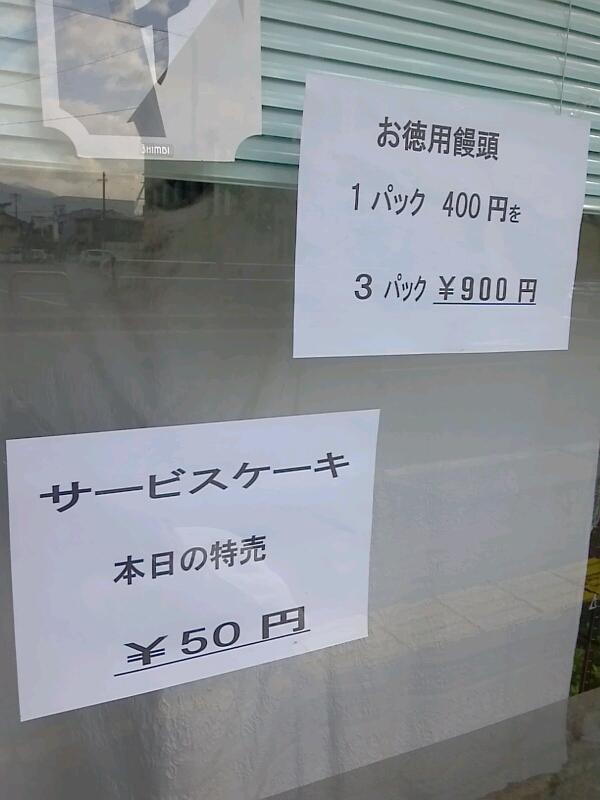 お徳用饅頭
1 パック 400 円を
3 パック ¥900 円
サービスケーキ
本日の特売
¥50 円